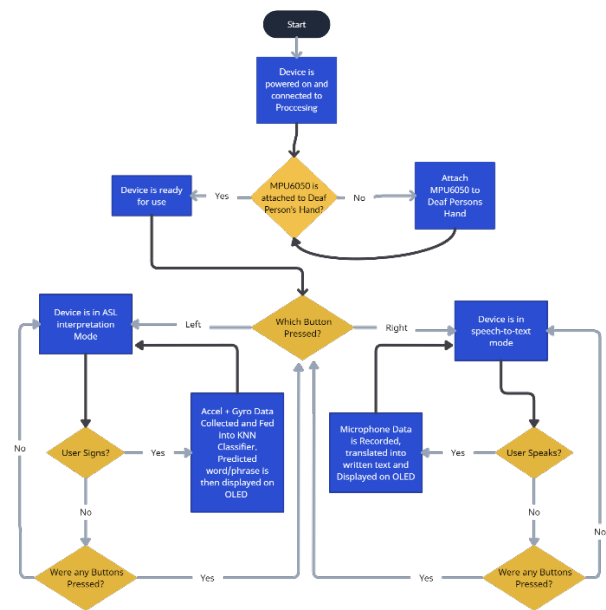 Start
Device is
powered on and
connected to
Proccesing
MPU6050 is
attached to Deaf
Person's Hand?
Yes
No
Device is ready
for use
Attach
MPU6050 to
Deaf Persons
Hand
Which Button
Pressed?
Left
Right
Device is in ASL
interpretation
Mode
Device is in
speech-to-text
mode
Accel + Gyro Data
Collected and Fed
into KNN
Classifier.
Predicted
word/phrase is
then displayed on
OLED
Microphone Data
is Recorded,
translated into
written text and
Displayed on OLED
User Signs?
Yes
No
User Speaks?
Yes
No
Were any Buttons
Pressed?
Yes
No
Were any Buttons
Pressed?
Yes
No